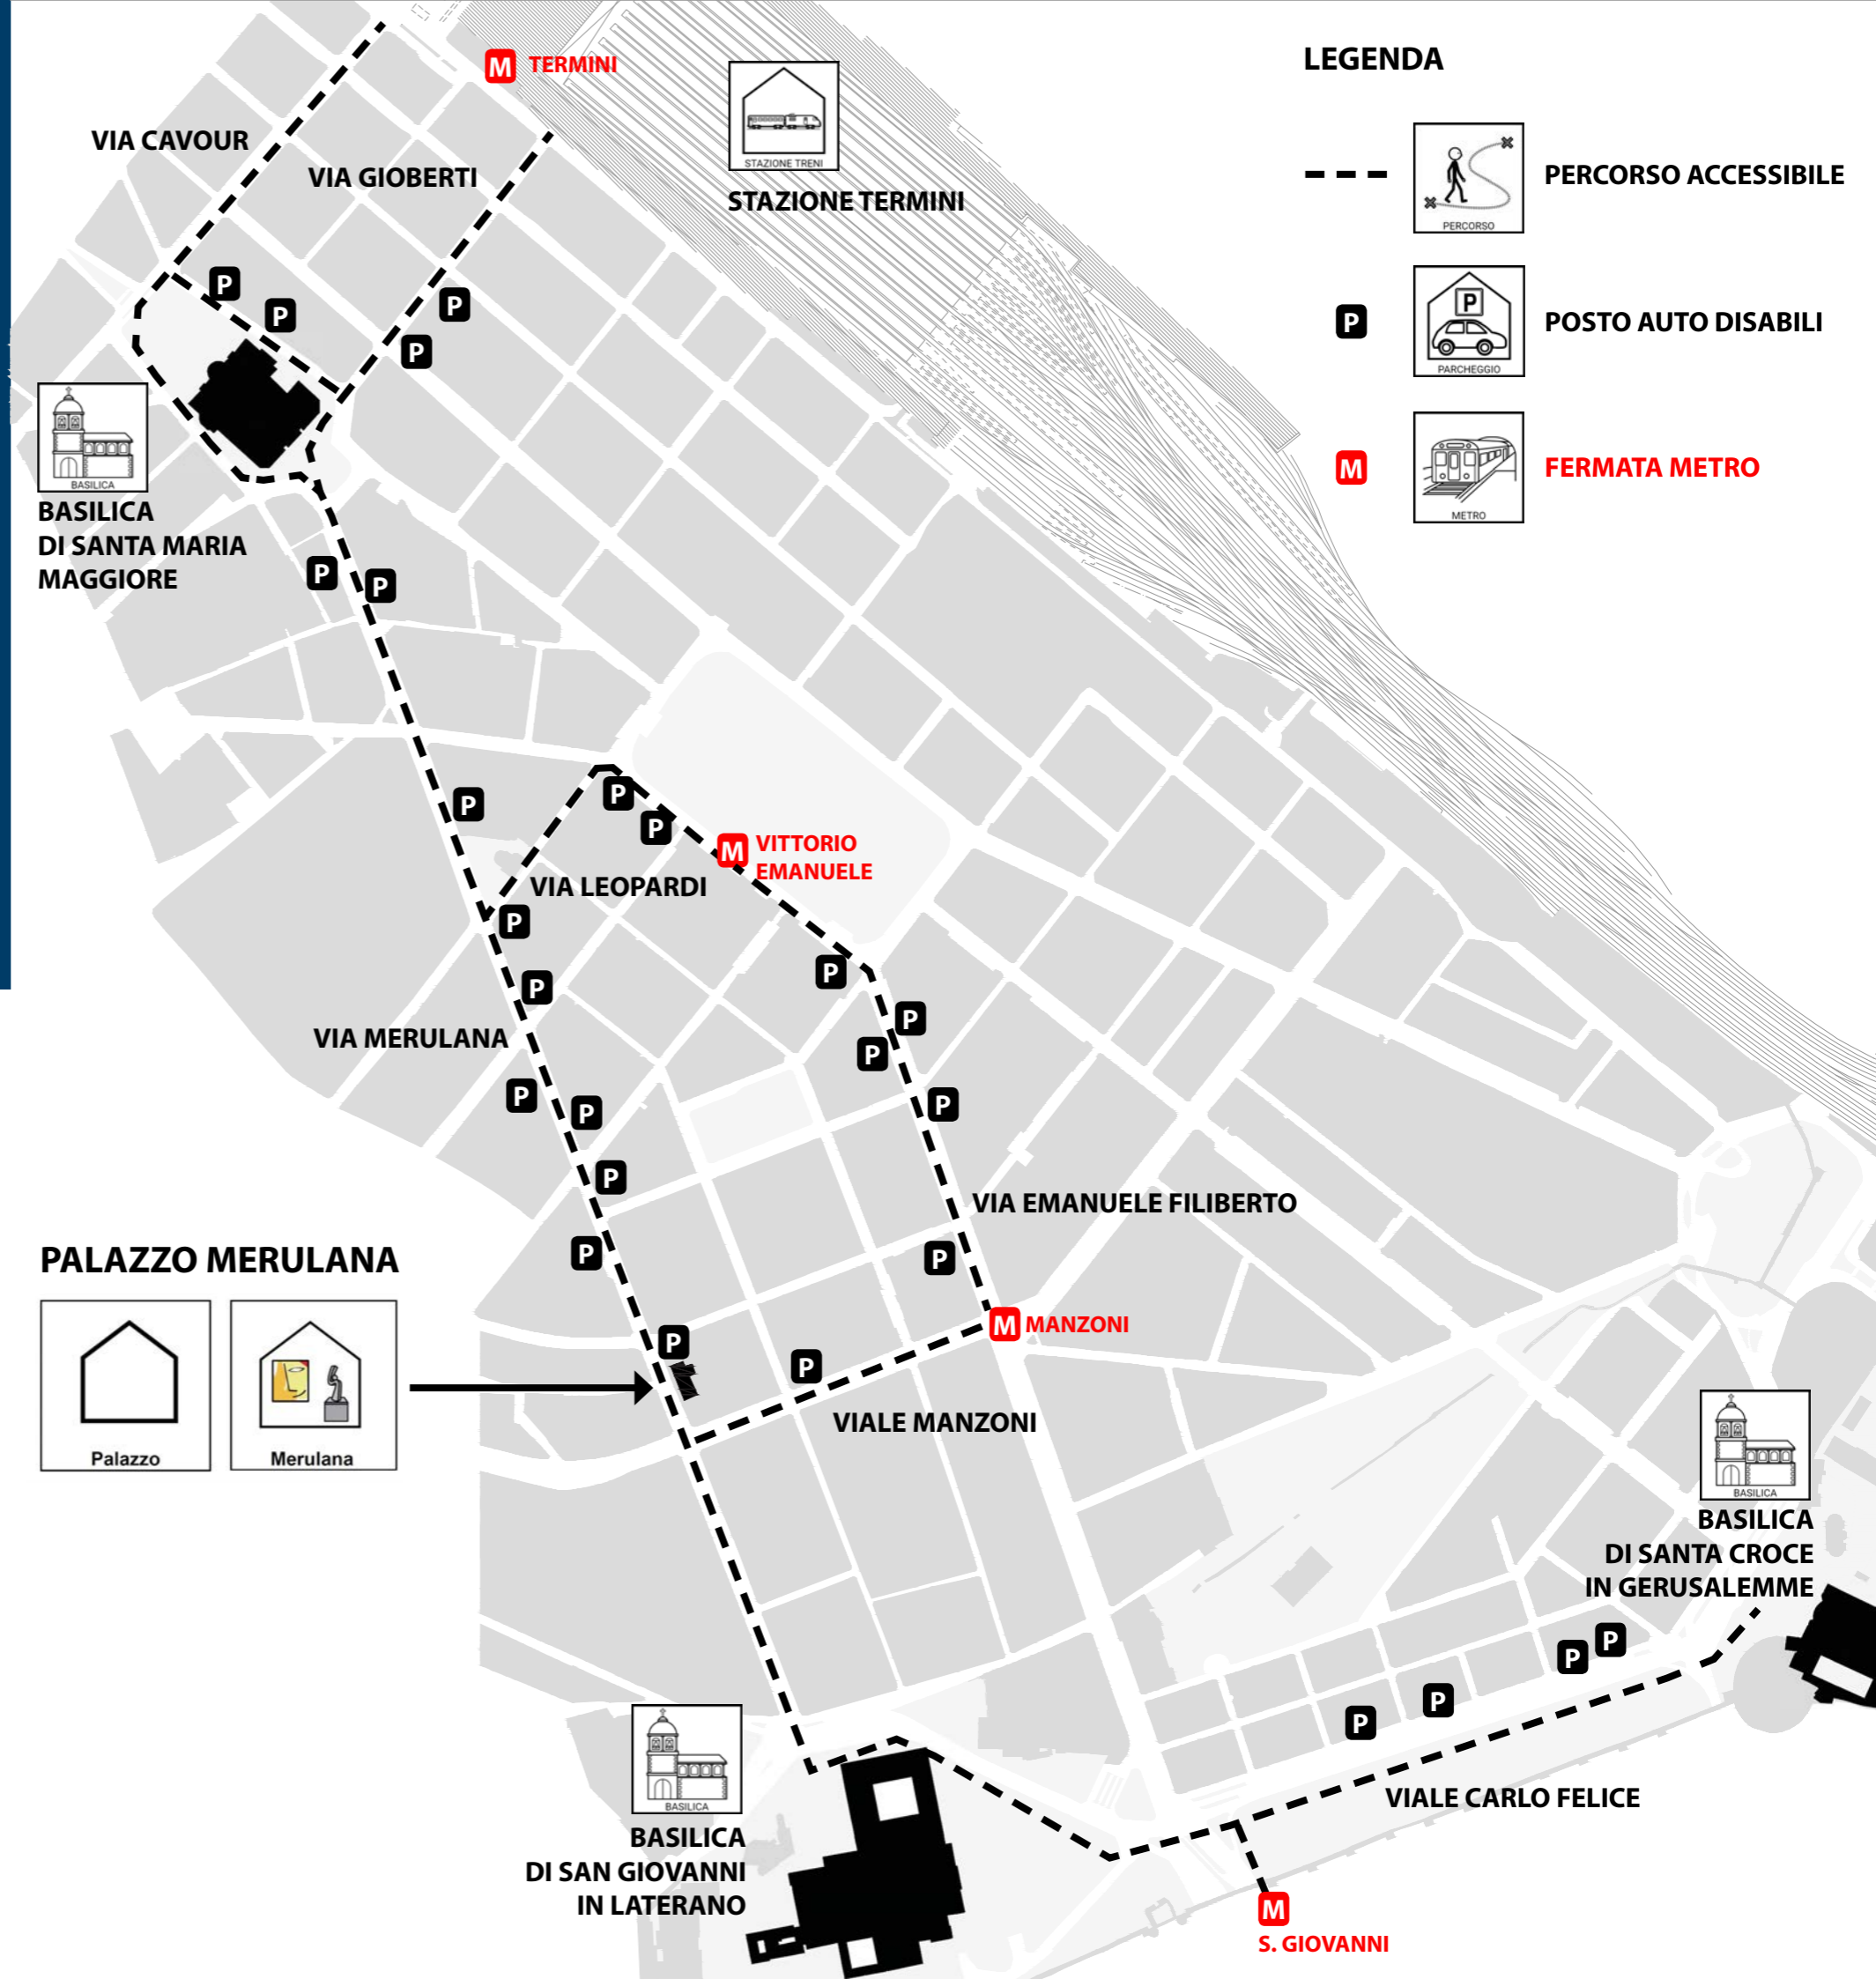 M TERMINI
STAZIONE TRENI
STAZIONE TERMINI
VIA CAVOUR
VIA GIOBERTI
LEGENDA
PERCORSO
PERCORSO ACCESSIBILE
P
P
PARCHEGGIO
POSTO AUTO DISABILI
M
METRO
FERMATA METRO
P
P
P
P
BASILICA
BASILICA
DI SANTA MARIA
MAGGIORE
P
P
P
P
P
M VITTORIO
EMANUELE
VIA LEOPARDI
P
P
P
VIA MERULANA
P
P
P
P
P
P
VIA EMANUELE FILIBERTO
P
P
P
M MANZONI
PALAZZO MERULANA
Palazzo
Merulana
P
P
VIALE MANZONI
BASILICA
BASILICA
DI SANTA CROCE
IN GERUSALEMME
P
P
P
P
VIALE CARLO FELICE
BASILICA
BASILICA
DI SAN GIOVANNI
IN LATERANO
M
S. GIOVANNI